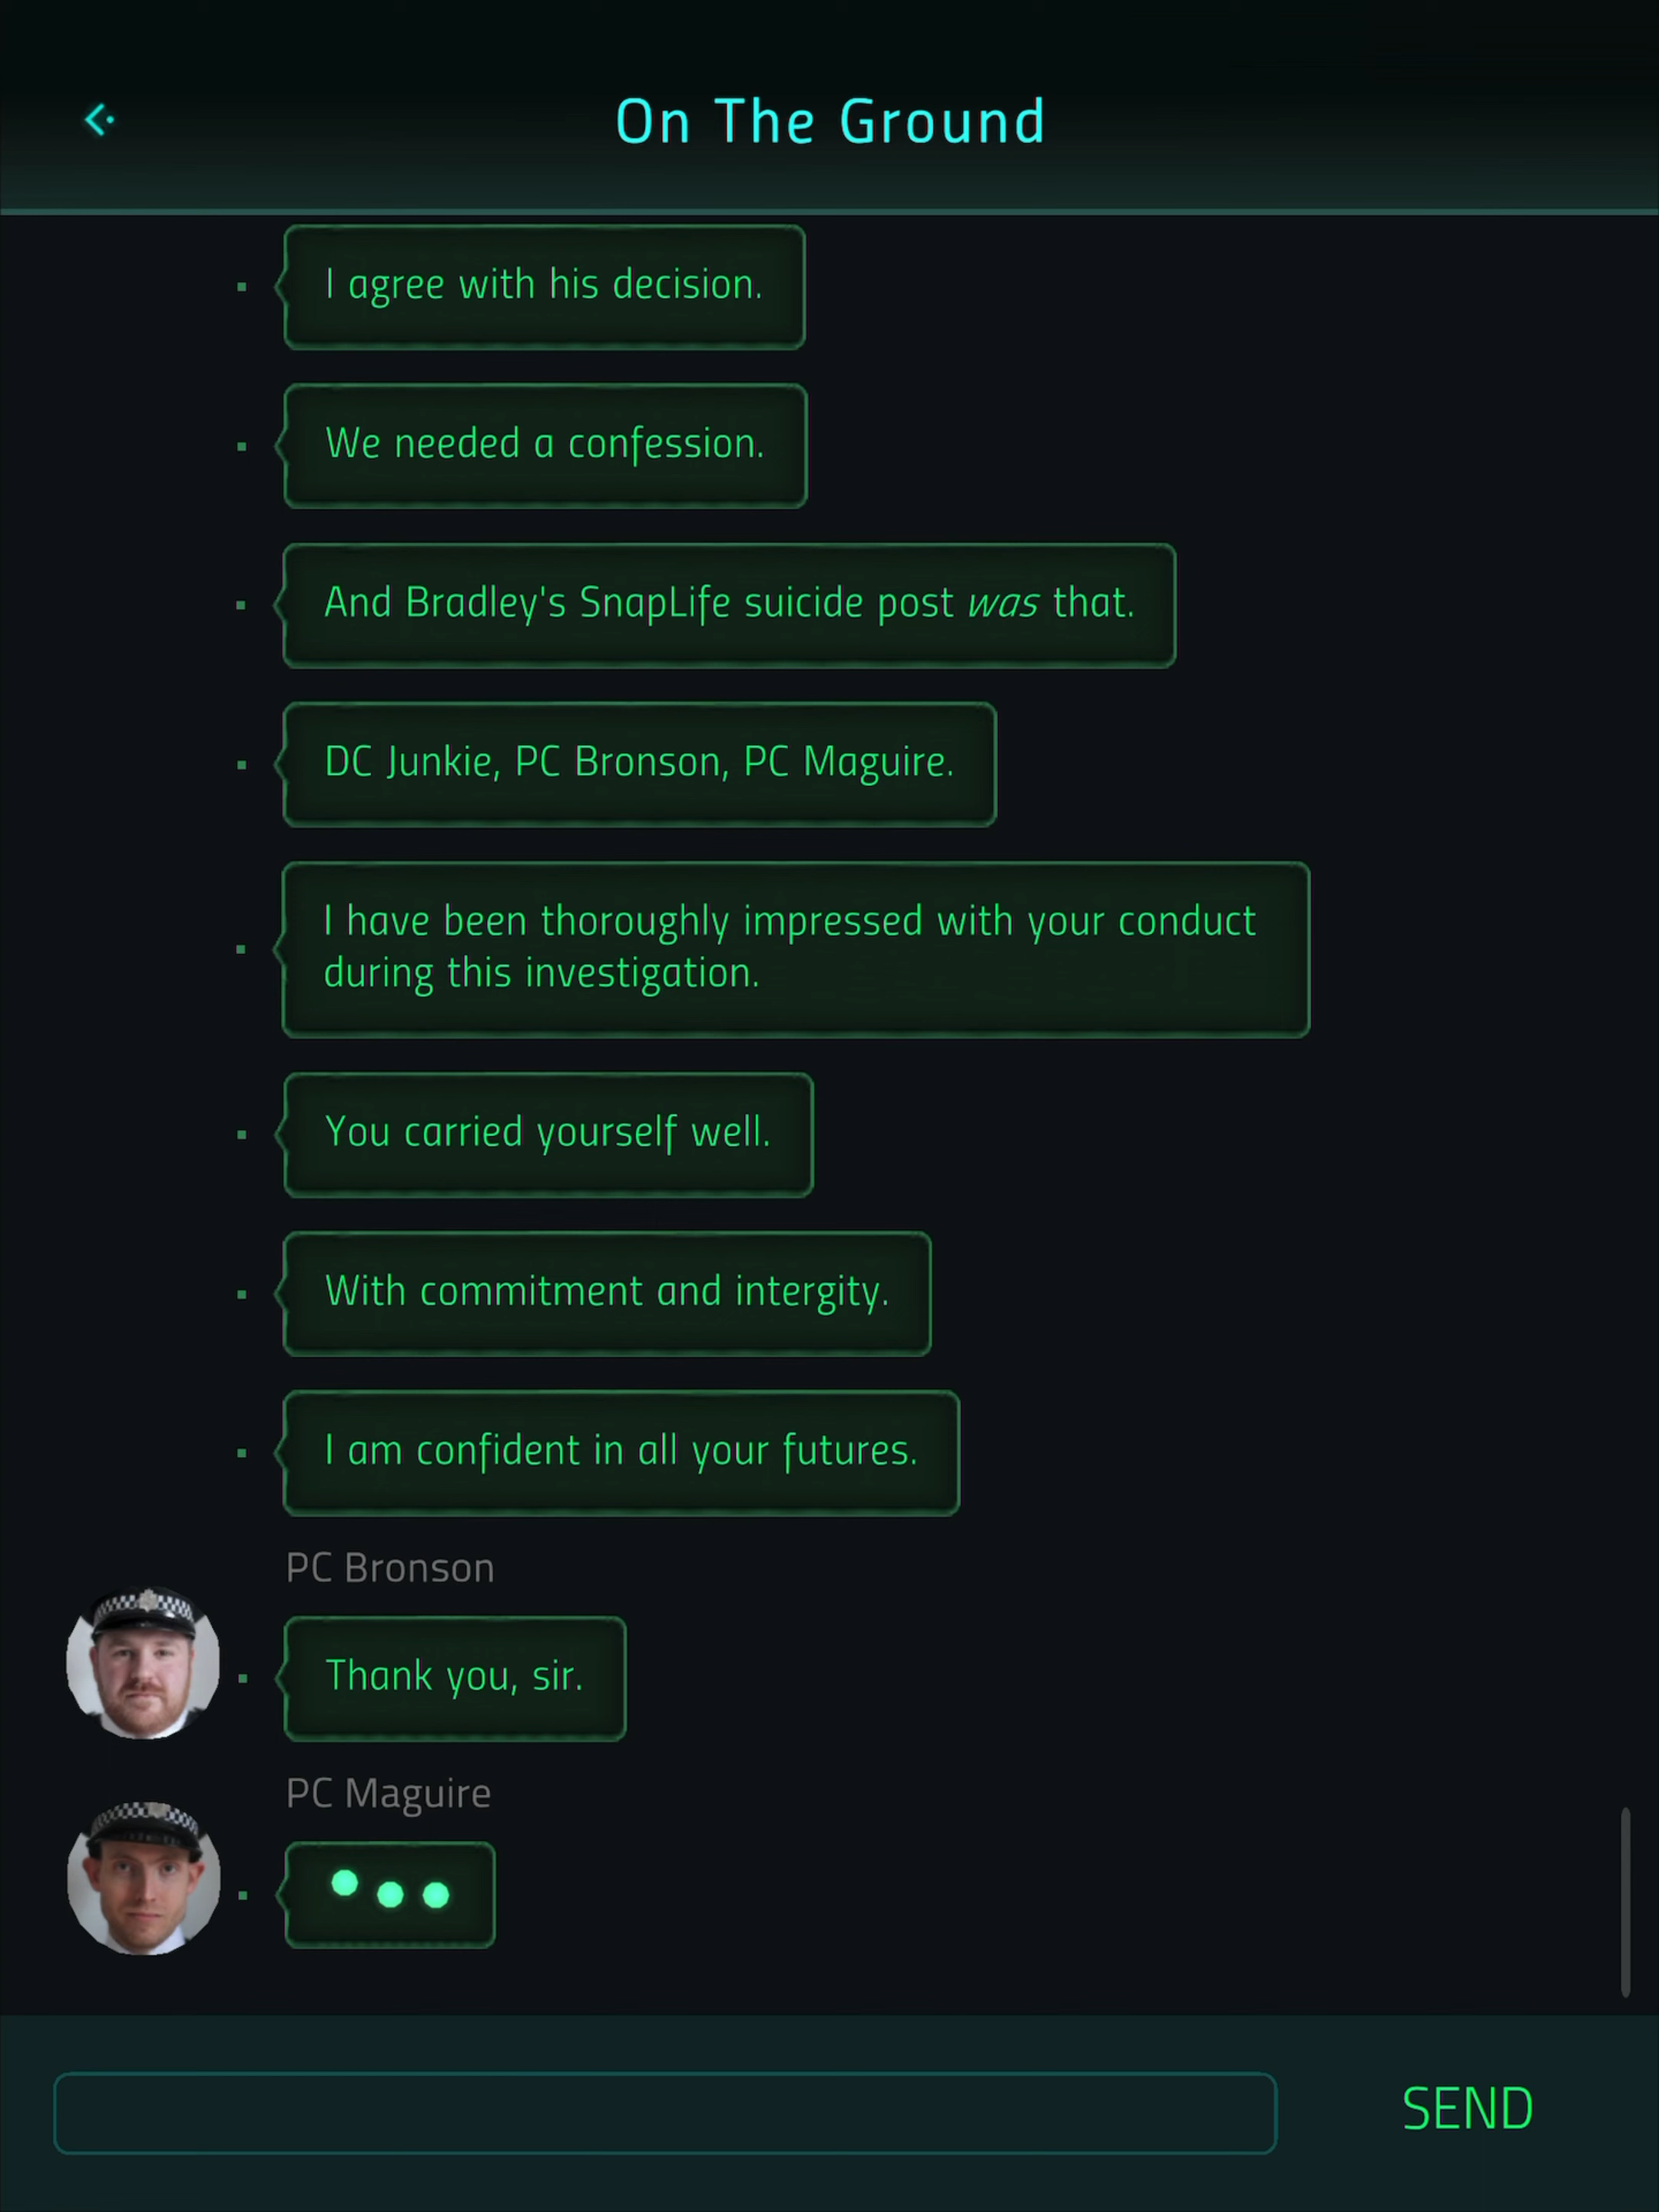 On The Ground
I agree with his decision.
We needed a confession.
And Bradley's SnapLife suicide post was that.
DC Junkie, PC Bronson, PC Maguire.
I have been thoroughly impressed with your conduct
during this investigation.
You carried yourself well.
With commitment and intergity.
I am confident in all your futures.
PC Bronson
Thank you, sir.
PC Maguire
SEND